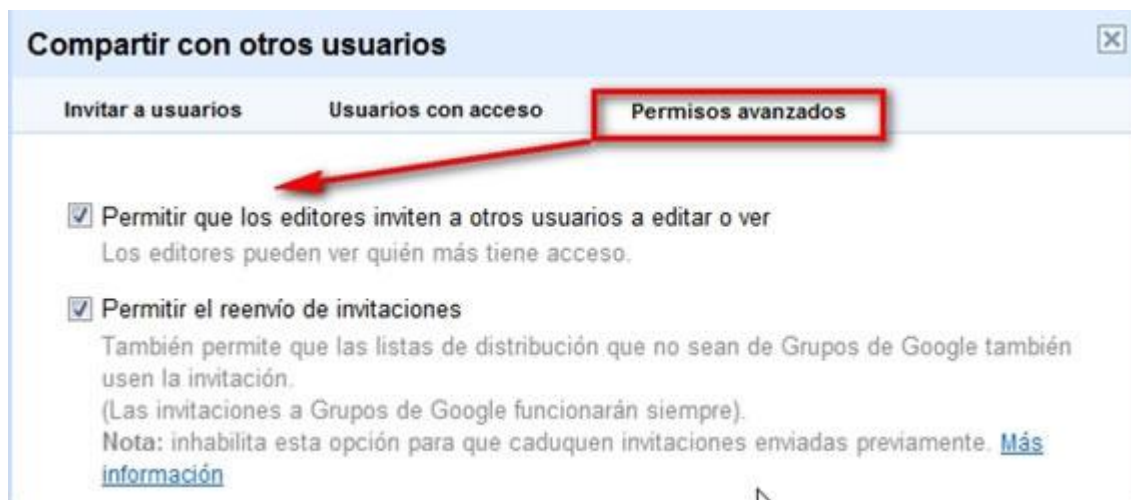 Compartir con otros usuarios
Invitar a usuarios Usuarios con acceso Permisos avanzados
Permitir que los editores inviten a otros usuarios a editar o ver
Los editores pueden ver quién más tiene acceso.
Permitir el reenvío de invitaciones
También permite que las listas de distribución que no sean de Grupos de Google también
usen la invitación.
(Las invitaciones a Grupos de Google funcionarán siempre).
Nota: inhabilita esta opción para que caduquen invitaciones enviadas previamente. Más
información